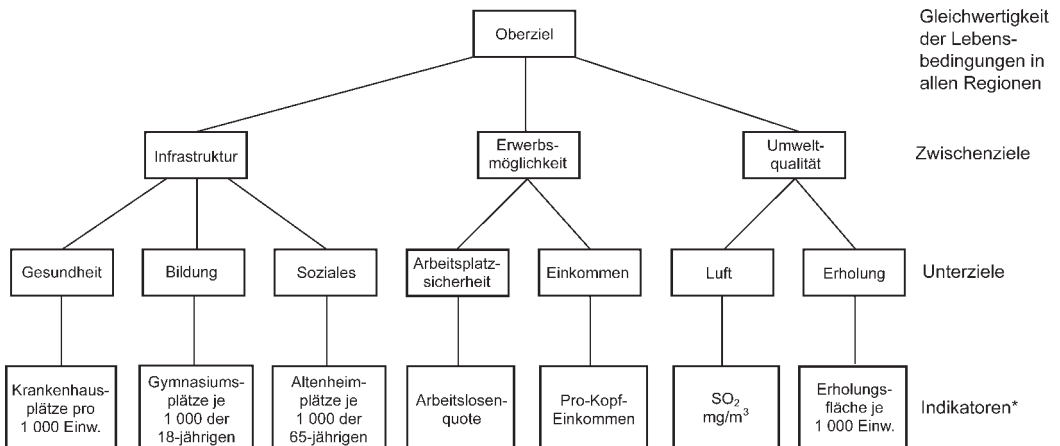 Oberziel
Gleichwertigkeit
der Lebens-
bedingungen in
allen Regionen
Infrastruktur
Erwerbs-
möglichkeit
Umwelt-
qualität
Zwischenziele
Gesundheit
Bildung
Soziales
Arbeitsplatz-
sicherheit
Einkommen
Luft
Erholung
Unterziele
Krankenhaus-
plätze pro
1 000 Einw.
Gymnasiums-
plätze je
1 000 der
18-jährigen
Altenheim-
plätze je
1 000 der
65-jährigen
Arbeitslosen-
quote
Pro-Kopf-
Einkommen
SO₂
mg/m³
Erholungs-
fläche je
1 000 Einw.
Indikatoren*